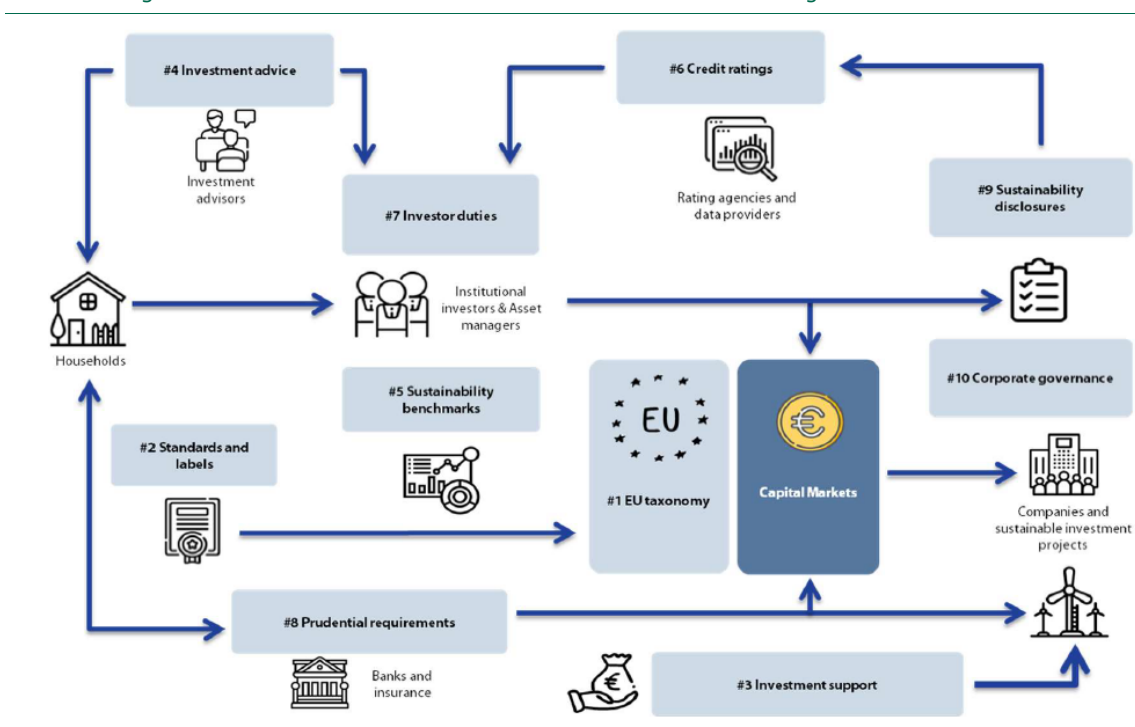 #4 Investment advice
Investment
advisors
#6 Credit ratings
Rating agencies and
data providers
#7 Investor duties
#9 Sustainability
disclosures
Institutional
investors & Asset
managers
Households
#5 Sustainability
benchmarks
#10 Corporate governance
#2 Standards and
labels
EU
#1 EU taxonomy
€
Capital Markets
Companies and
sustainable investment
projects
#8 Prudential requirements
Banks and
insurance
€
#3 Investment support